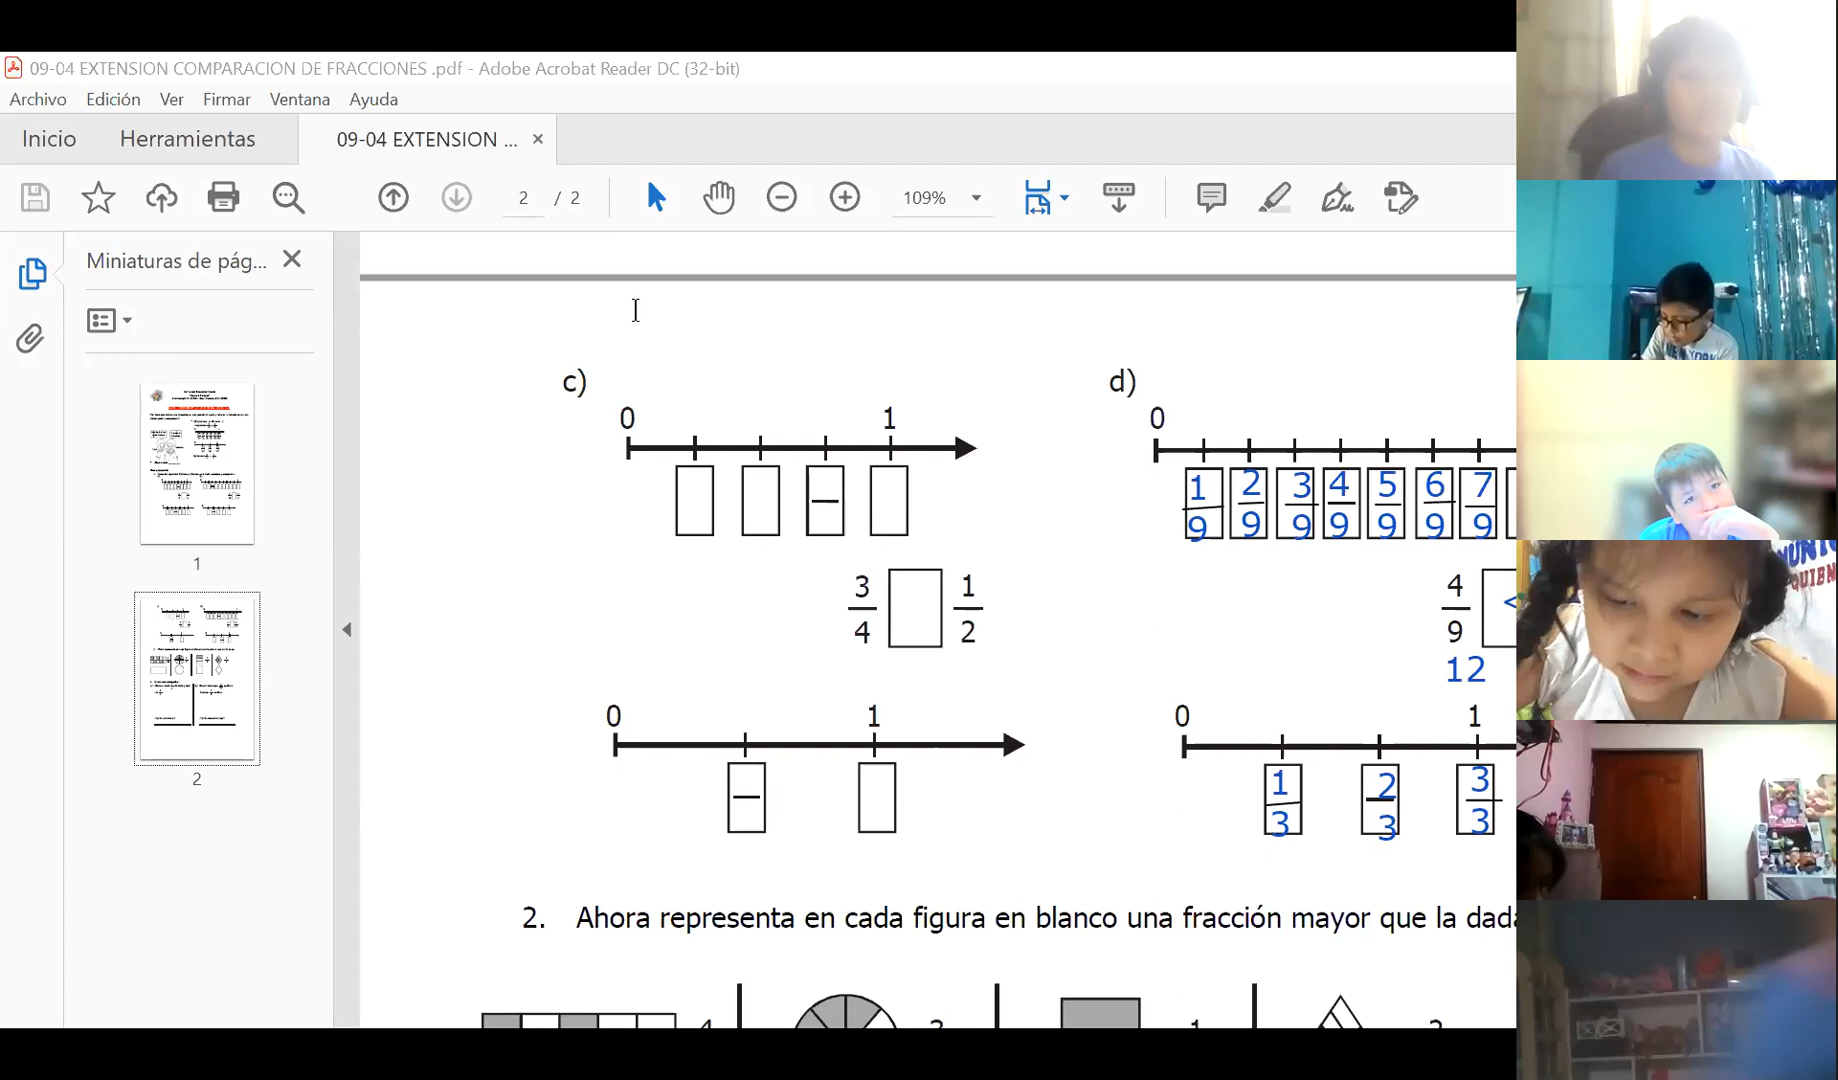 09-04 EXTENSION COMPARACION DE FRACCIONES .pdf - Adobe Acrobat Reader DC (32-bit)
Archivo Edición Ver Firmar Ventana Ayuda
Inicio Herramientas 09-04 EXTENSION ... ×
2 / 2 109%
Miniaturas de pág...
1
2
c)
0 1
3/4 1/2
0 1
d)
0
1/9 2/9 3/9 4/9 5/9 6/9 7/9
4/9 <
12
0 1
1/3 2/3 3/3
2. Ahora representa en cada figura en blanco una fracción mayor que la dada
NEW YORK